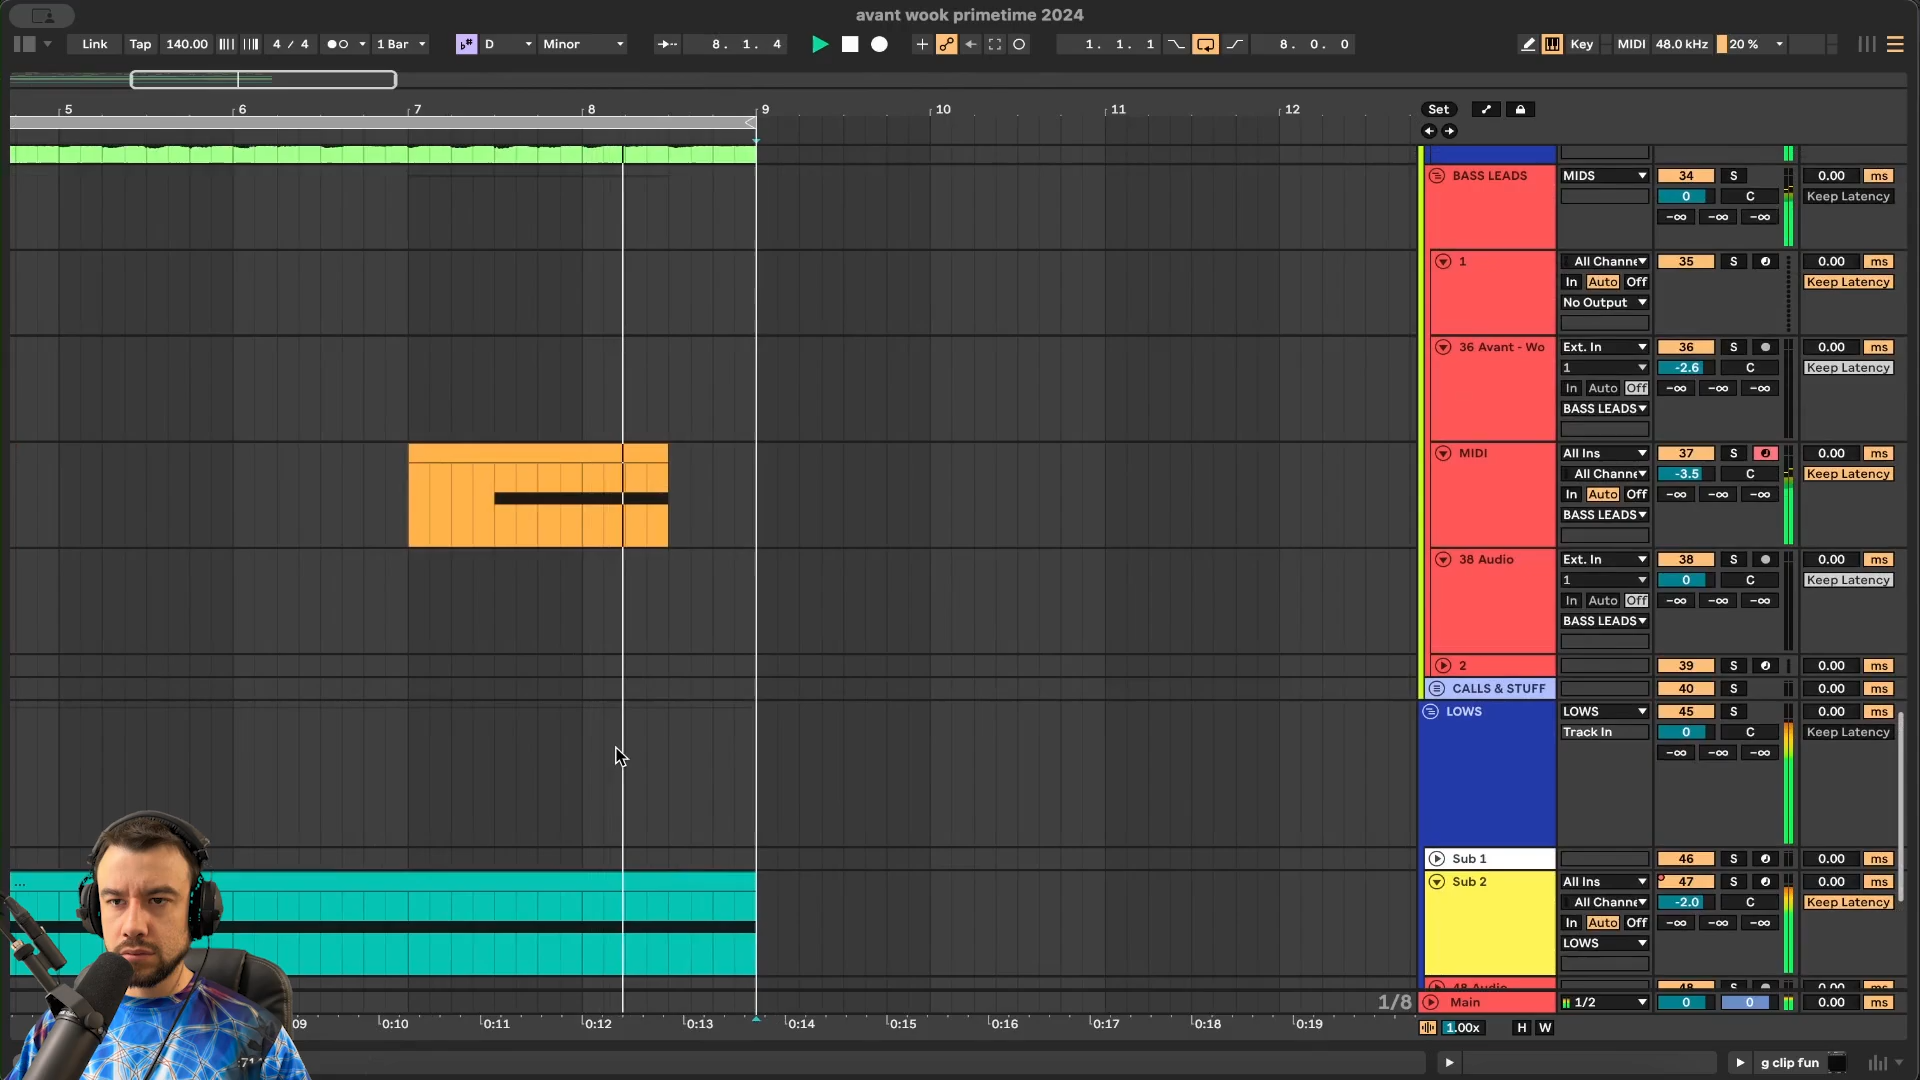 avant wook primetime 2024
Link Tap 140.00 4 / 4 1 Bar D Minor 8. 1. 4 1. 1. 1 8. 0. 0 Key MIDI 48.0 kHz 20 %
5 6 7 8 9 10 11 12 Set
BASS LEADS MIDS 34 S 0.00 ms
0 C Keep Latency
-∞ -∞ -∞
1 All Channe 35 S 0.00 ms
In Auto Off Keep Latency
No Output
36 Avant - Wo Ext. In 36 S 0.00 ms
1 -2.6 C Keep Latency
In Auto Off -∞ -∞ -∞
BASS LEADS
MIDI All Ins 37 S 0.00 ms
All Channe -3.5 C Keep Latency
In Auto Off -∞ -∞ -∞
BASS LEADS
38 Audio Ext. In 38 S 0.00 ms
1 0 C Keep Latency
In Auto Off -∞ -∞ -∞
BASS LEADS
2 39 S 0.00 ms
CALLS & STUFF 40 S 0.00 ms
LOWS LOWS 45 S 0.00 ms
Track In 0 C Keep Latency
-∞ -∞ -∞
Sub 1 46 S 0.00 ms
... Sub 2 All Ins 47 S 0.00 ms
All Channe -2.0 C Keep Latency
In Auto Off -∞ -∞ -∞
LOWS
48 Audio 48 S 0.00 ms
1/8 Main 1/2 0 0 0.00 ms
09 0:10 0:11 0:12 0:13 0:14 0:15 0:16 0:17 0:18 0:19 1.00x H W
g clip fun